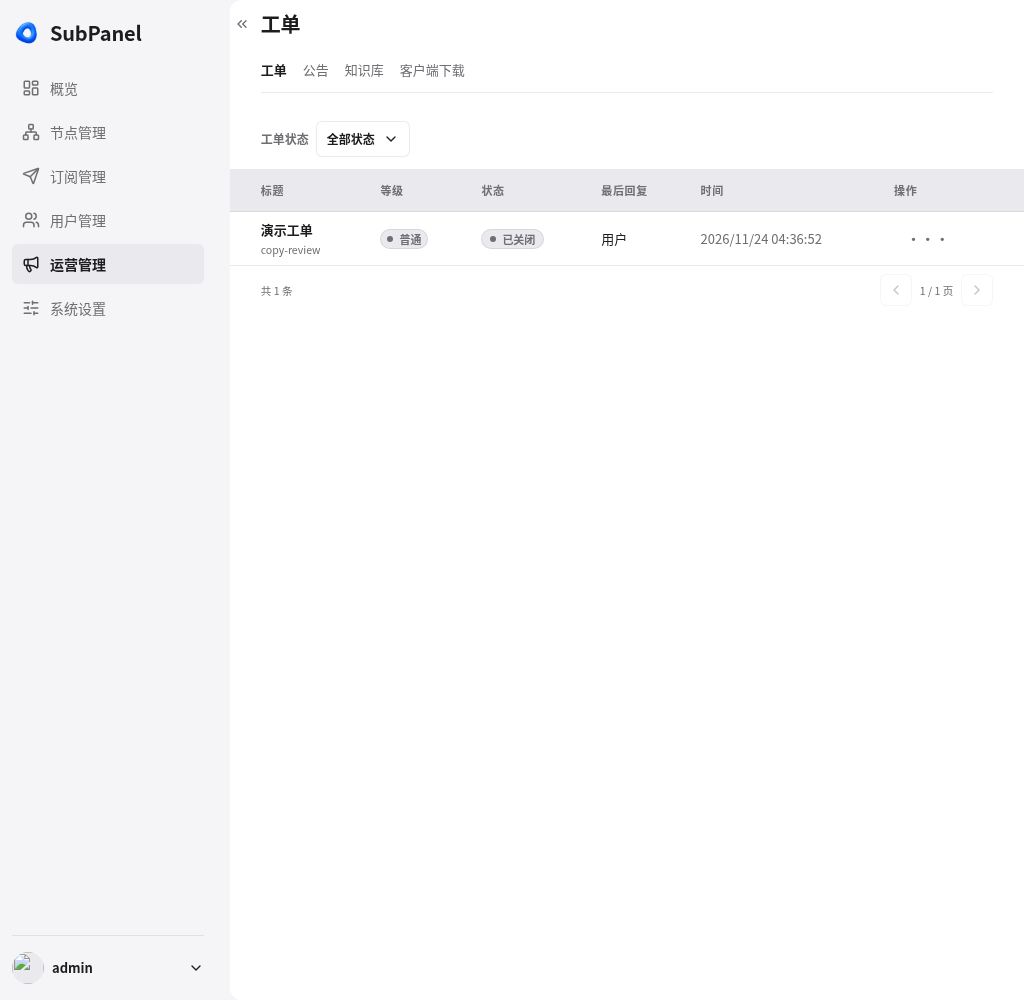 SubPanel
概览
节点管理
订阅管理
用户管理
运营管理
系统设置
admin
工单
工单 公告 知识库 客户端下载
工单状态 全部状态
标题 等级 状态 最后回复 时间 操作
演示工单 普通 已关闭 用户 2026/11/24 04:36:52
copy-review
共 1 条 1 / 1 页